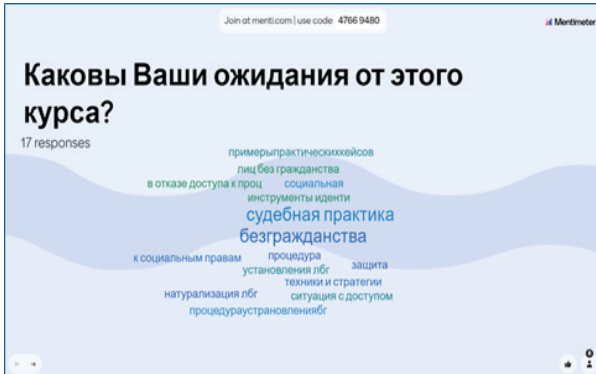 Join at menti.com | use code 4766 9480
Mentimeter
Каковы Ваши ожидания от этого
курса?
17 responses
примерыпрактическихкейсов
лиц без гражданства
в отказе доступа к проц социальная
инструменты иденти
судебная практика
безгражданства
к социальным правам процедура
установления лбг защита
техники и стратегии
натурализация лбг ситуация с доступом
процедураустановлениябг